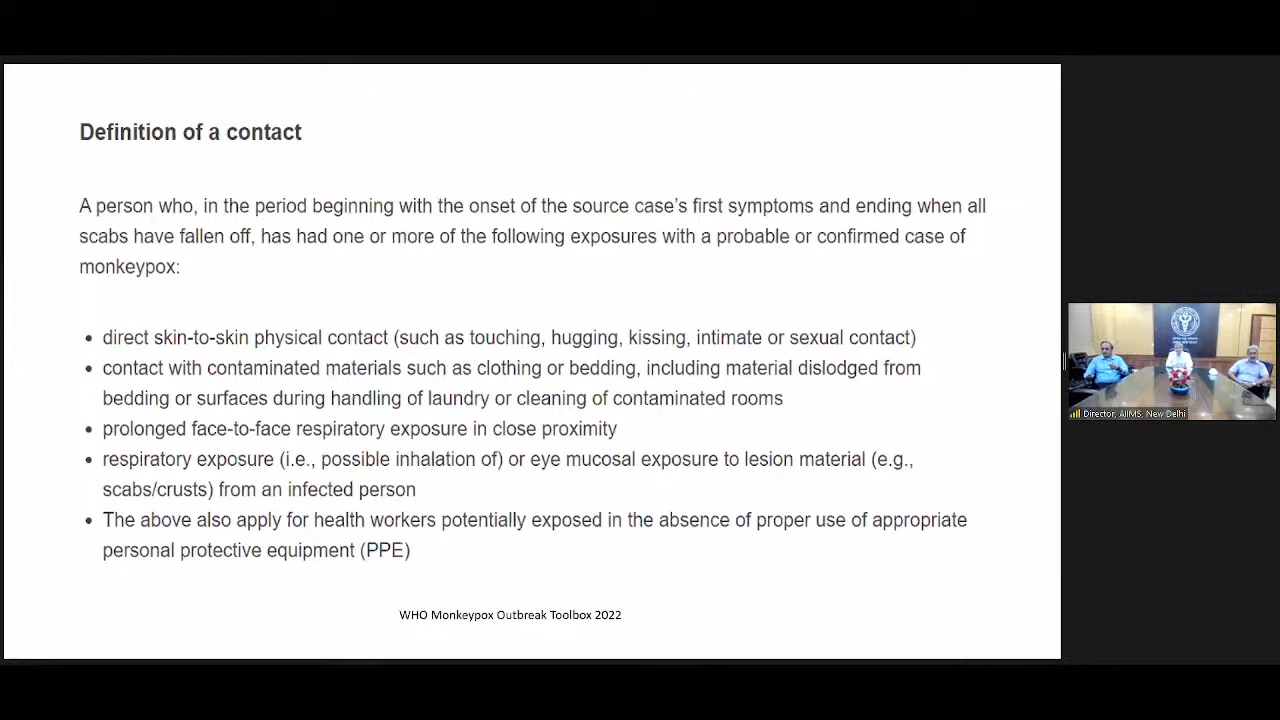 Definition of a contact
A person who, in the period beginning with the onset of the source case's first symptoms and ending when all
scabs have fallen off, has had one or more of the following exposures with a probable or confirmed case of
monkeypox:
• direct skin-to-skin physical contact (such as touching, hugging, kissing, intimate or sexual contact)
• contact with contaminated materials such as clothing or bedding, including material dislodged from
bedding or surfaces during handling of laundry or cleaning of contaminated rooms
• prolonged face-to-face respiratory exposure in close proximity
• respiratory exposure (i.e., possible inhalation of) or eye mucosal exposure to lesion material (e.g.,
scabs/crusts) from an infected person
• The above also apply for health workers potentially exposed in the absence of proper use of appropriate
personal protective equipment (PPE)
WHO Monkeypox Outbreak Toolbox 2022
Director, AIIMS, New Delhi